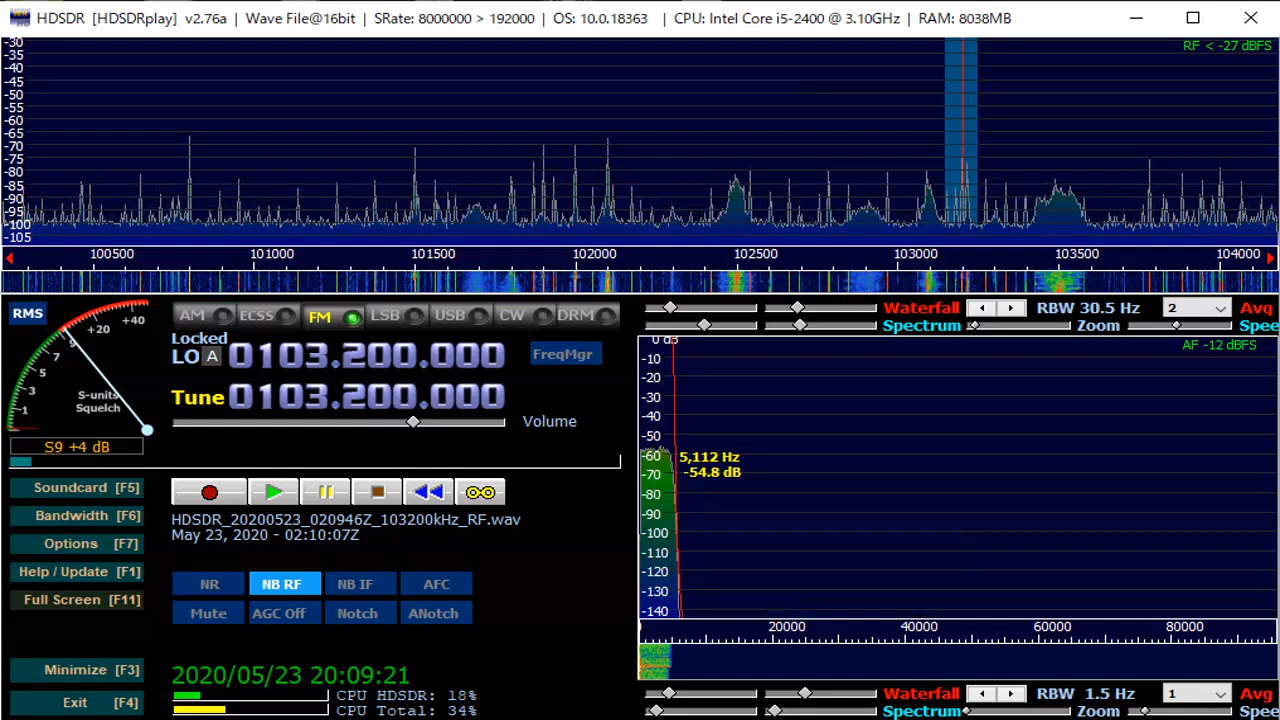 HDSDR [HDSDRplay] v2.76a | Wave File@16bit | SRate: 8000000 > 192000 | OS: 10.0.18363 | CPU: Intel Core i5-2400 @ 3.10GHz | RAM: 8038MB
RF < -27 dBFS
-30
-35
-40
-45
-50
-55
-60
-65
-70
-75
-80
-85
-90
-95
-100
-105
100500 101000 101500 102000 102500 103000 103500 104000
RMS
1 3 5 7 9 +20 +40
S-units
Squelch
S9 +4 dB
AM ECSS FM LSB USB CW DRM
Locked
LO A 0103.200.000 FreqMgr
Tune 0103.200.000
Volume
Waterfall RBW 30.5 Hz 2 Avg
Spectrum Zoom Spee
Soundcard [F5]
Bandwidth [F6]
Options [F7]
Help / Update [F1]
Full Screen [F11]
Minimize [F3]
Exit [F4]
HDSDR_20200523_020946Z_103200kHz_RF.wav
May 23, 2020 - 02:10:07Z
NR NB RF NB IF AFC
Mute AGC Off Notch ANotch
2020/05/23 20:09:21
CPU HDSDR: 18%
CPU Total: 34%
AF -12 dBFS
0 dB
-10
-20
-30
-40
-50
-60
-70
-80
-90
-100
-110
-120
-130
-140
5,112 Hz
-54.8 dB
20000 40000 60000 80000
Waterfall RBW 1.5 Hz 1 Avg
Spectrum Zoom Spee